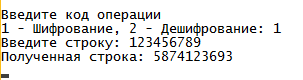 Введите код операции
1 - Шифрование, 2 - Дешифрование: 1
Введите строку: 123456789
Полученная строка: 5874123693